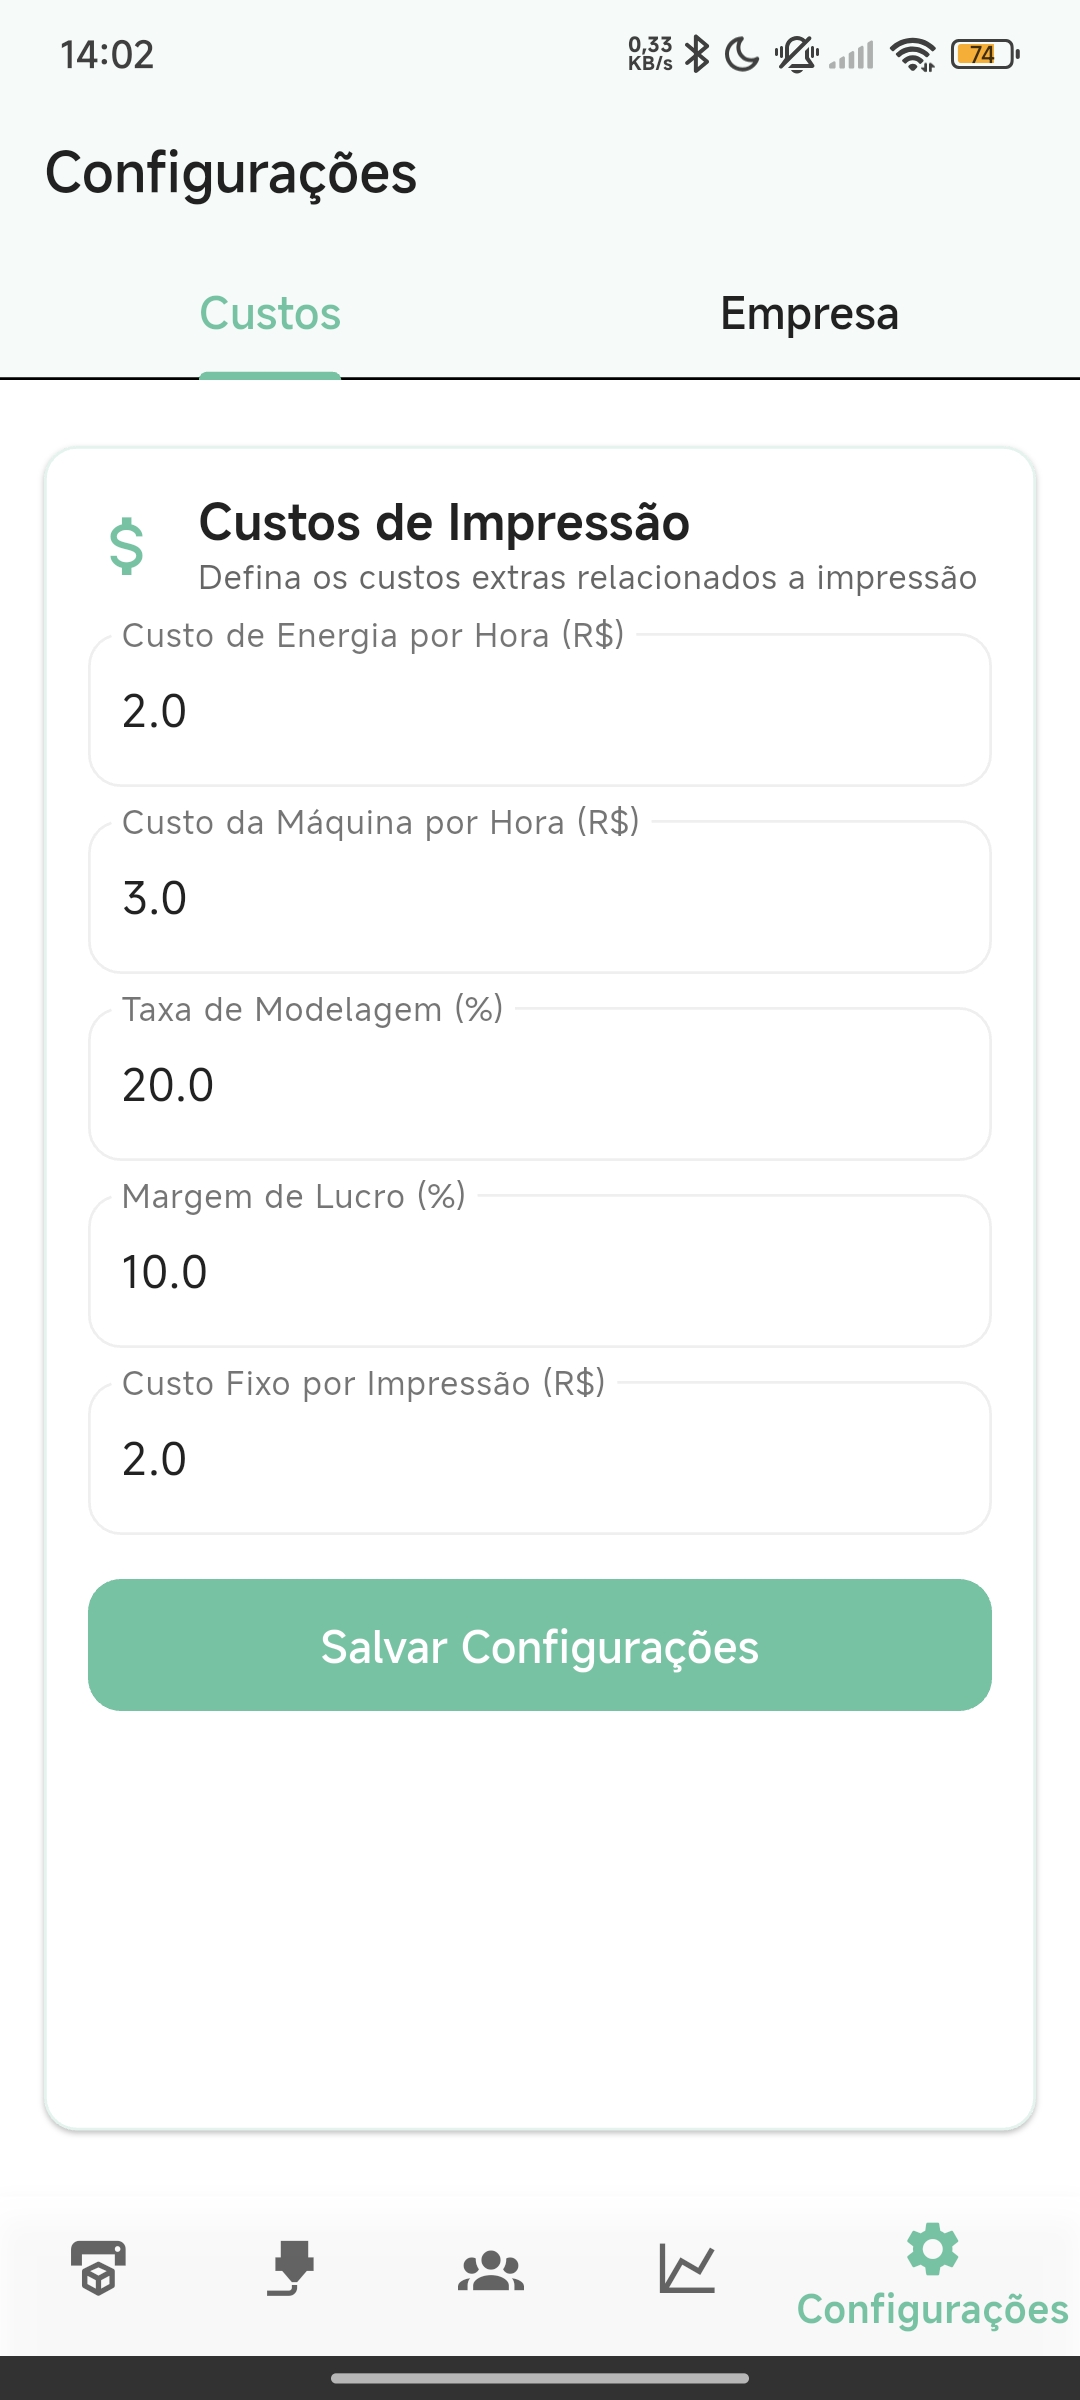 14:02
0,33
KB/s
74
Configurações
Custos
Empresa
$
Custos de Impressão
Defina os custos extras relacionados a impressão
Custo de Energia por Hora (R$)
2.0
Custo da Máquina por Hora (R$)
3.0
Taxa de Modelagem (%)
20.0
Margem de Lucro (%)
10.0
Custo Fixo por Impressão (R$)
2.0
Salvar Configurações
Configurações